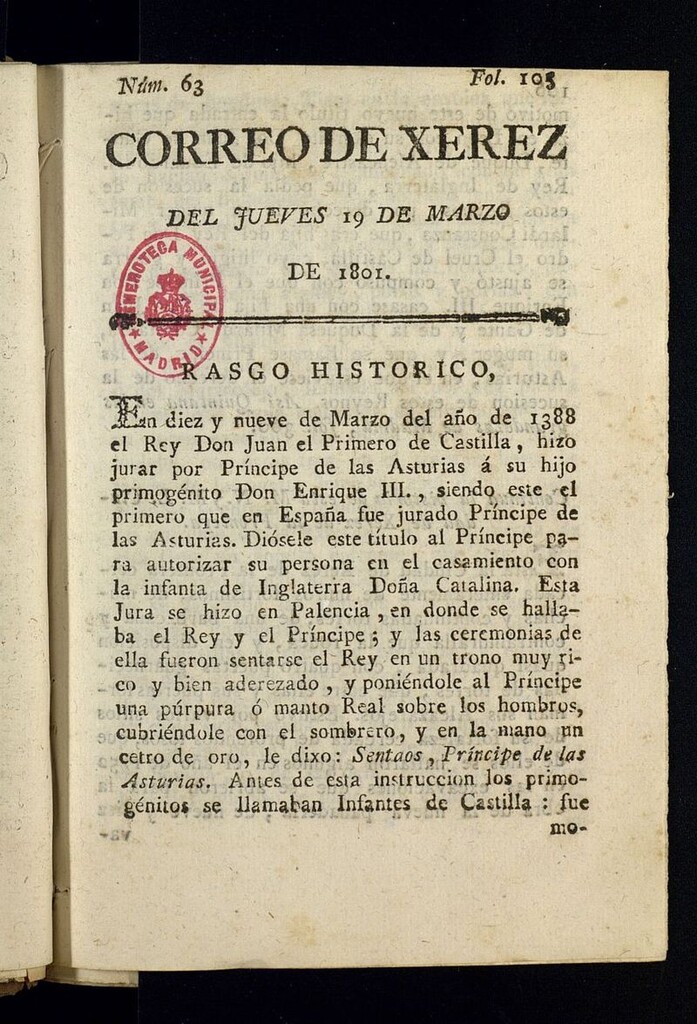 Núm. 63 Fol. 105
CORREO DE XEREZ
DEL JUEVES 19 DE MARZO
DE 1801.
HEMEROTECA MUNICIPAL
MADRID
RASGO HISTORICO,
En diez y nueve de Marzo del año de 1388
el Rey Don Juan el Primero de Castilla, hizo
jurar por Príncipe de las Asturias á su hijo
primogénito Don Enrique III., siendo este el
primero que en España fue jurado Príncipe de
las Asturias. Diósele este título al Príncipe pa-
ra autorizar su persona en el casamiento con
la infanta de Inglaterra Doña Catalina. Esta
Jura se hizo en Palencia, en donde se halla-
ba el Rey y el Príncipe; y las ceremonias de
ella fueron sentarse el Rey en un trono muy ri-
co y bien aderezado, y poniéndole al Príncipe
una púrpura ó manto Real sobre los hombros,
cubriéndole con el sombrero, y en la mano un
cetro de oro, le dixo: Sentaos, Príncipe de las
Asturias. Antes de esta instruccion los primo-
génitos se llamaban Infantes de Castilla: fue
mo-